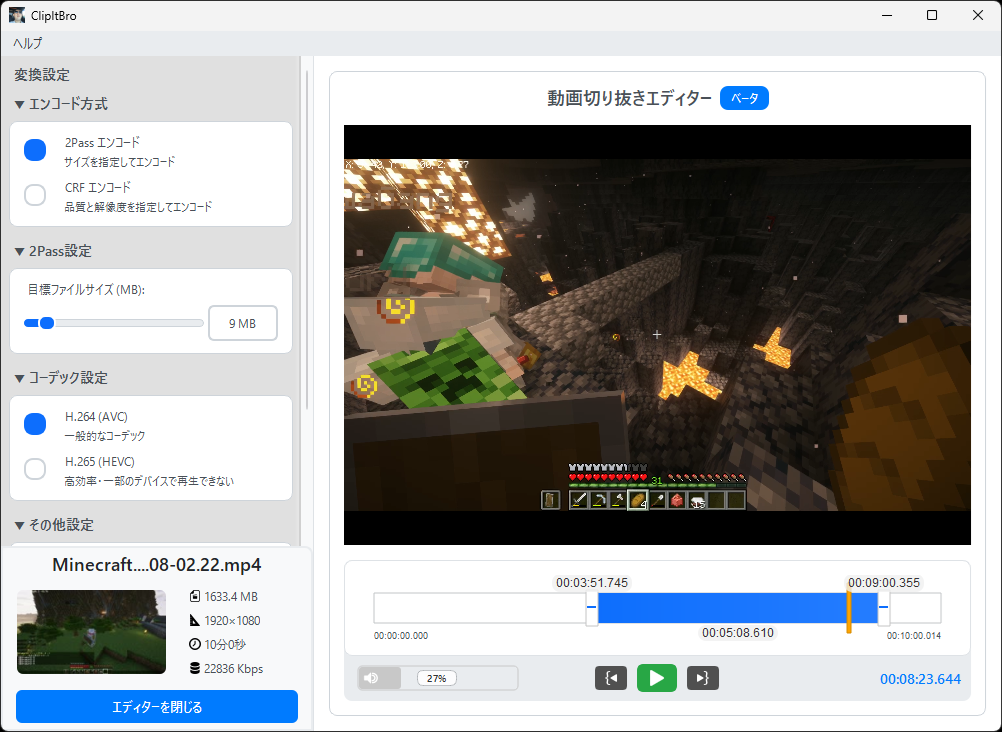 ClipItBro
ヘルプ
変換設定
▼ エンコード方式
2Pass エンコード
サイズを指定してエンコード
CRF エンコード
品質と解像度を指定してエンコード
▼ 2Pass設定
目標ファイルサイズ (MB):
9 MB
▼ コーデック設定
H.264 (AVC)
一般的なコーデック
H.265 (HEVC)
高効率・一部のデバイスで再生できない
▼ その他設定
Minecraft....08-02.22.mp4
1633.4 MB
1920×1080
10分0秒
22836 Kbps
エディターを閉じる
動画切り抜きエディター ベータ
31
4
15
00:03:51.745
00:09:00.355
00:05:08.610
00:00:00.000
00:10:00.014
27%
00:08:23.644